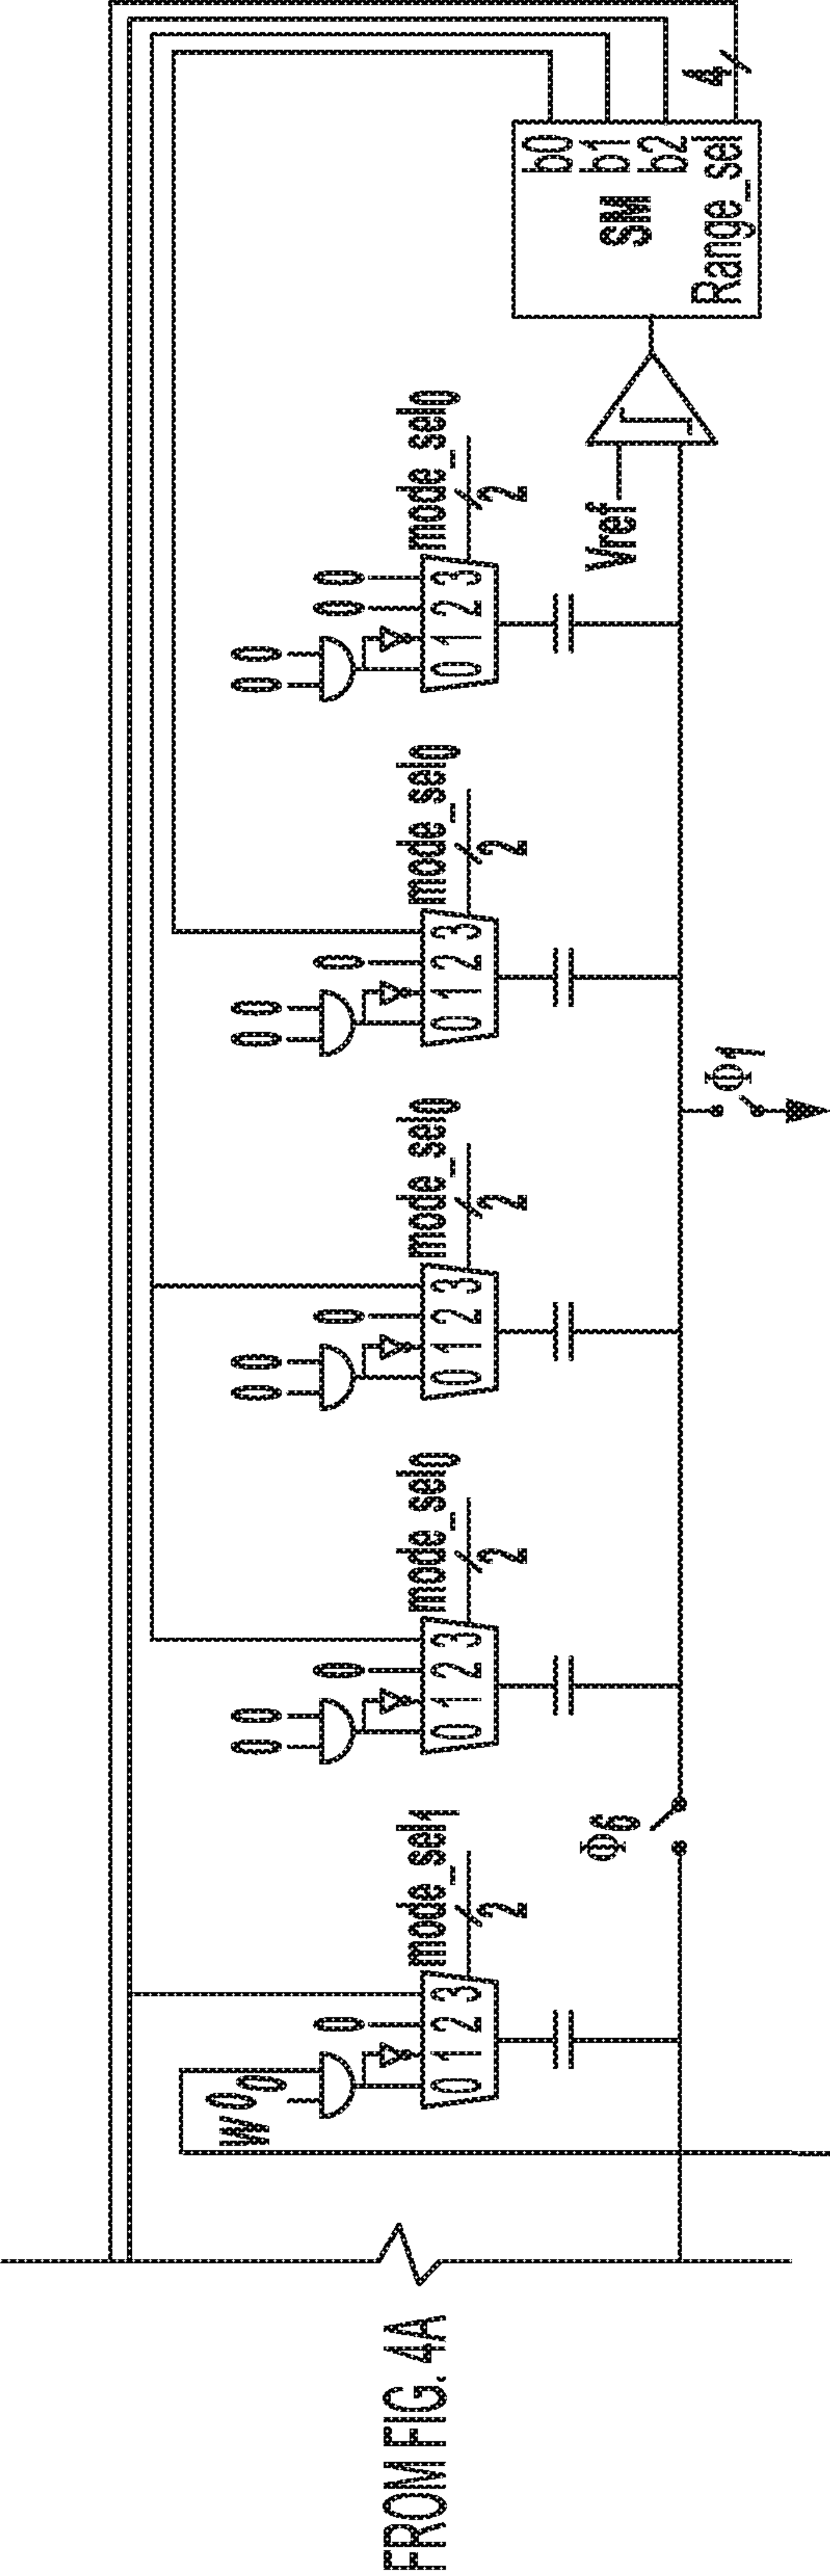 FROM FIG. 4A
W⁰₀
0
0 1 2 3
mode_sel1
2
Φ6
0 0
0
0 1 2 3
mode_sel0
2
0 0
0
0 1 2 3
mode_sel0
2
Φ1
0 0
0
0 1 2 3
mode_sel0
2
0 0
0 0
0 1 2 3
mode_sel0
2
Vref
SM
b0
b1
b2
Range_sel
4